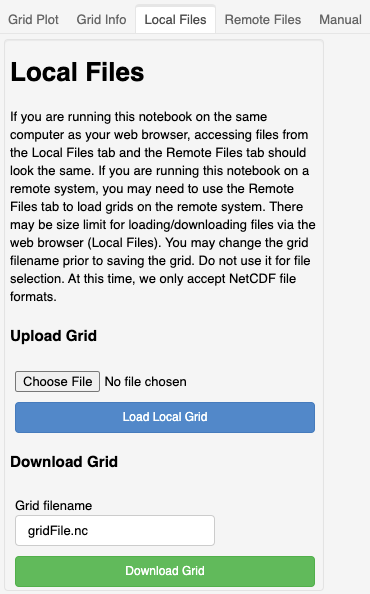 Grid Plot Grid Info Local Files Remote Files Manual
Local Files
If you are running this notebook on the same
computer as your web browser, accessing files from
the Local Files tab and the Remote Files tab should
look the same. If you are running this notebook on a
remote system, you may need to use the Remote
Files tab to load grids on the remote system. There
may be size limit for loading/downloading files via the
web browser (Local Files). You may change the grid
filename prior to saving the grid. Do not use it for file
selection. At this time, we only accept NetCDF file
formats.
Upload Grid
Choose File No file chosen
Load Local Grid
Download Grid
Grid filename
gridFile.nc
Download Grid